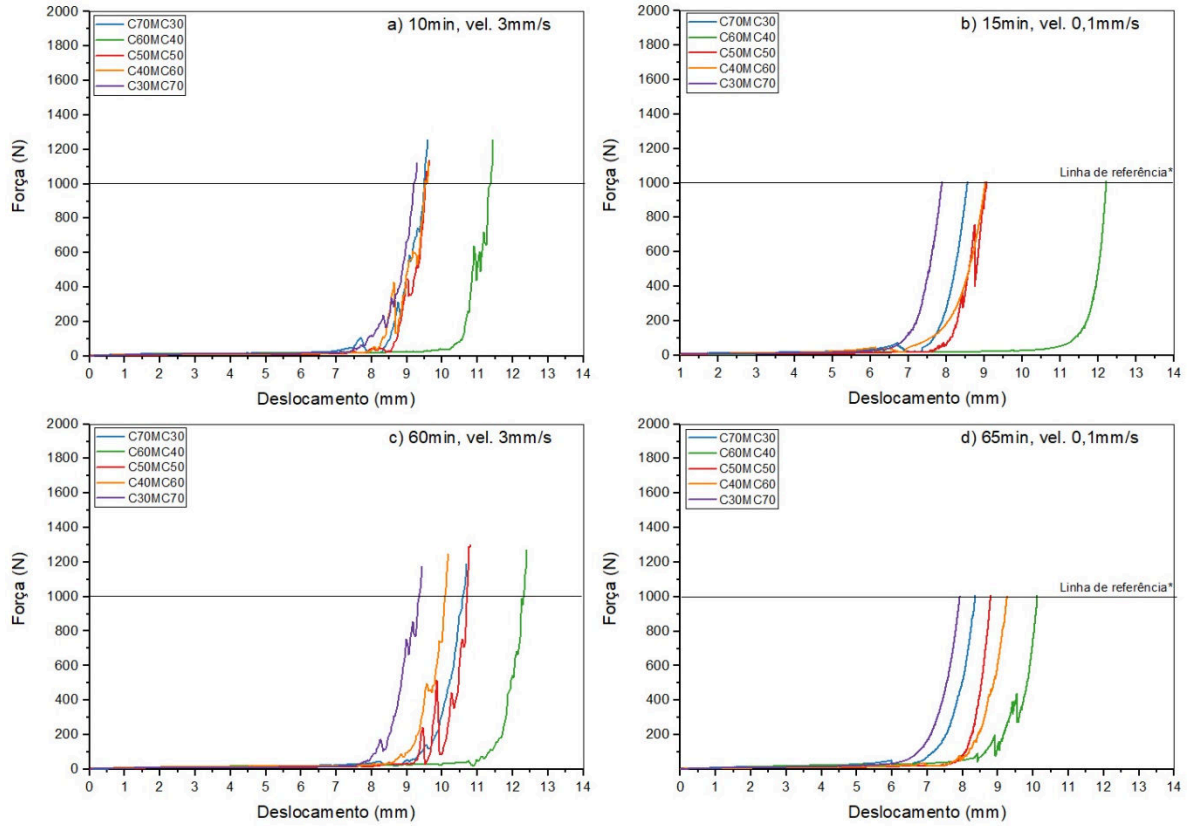 a) 10min, vel. 3mm/s
C70MC30
C60MC40
C50MC50
C40MC60
C30MC70
Força (N)
2000
1800
1600
1400
1200
1000
800
600
400
200
0
0 1 2 3 4 5 6 7 8 9 10 11 12 13 14
Deslocamento (mm)
b) 15min, vel. 0,1mm/s
C70MC30
C60MC40
C50MC50
C40MC60
C30MC70
Linha de referência*
Força (N)
2000
1800
1600
1400
1200
1000
800
600
400
200
0
1 2 3 4 5 6 7 8 9 10 11 12 13 14
Deslocamento (mm)
c) 60min, vel. 3mm/s
C70MC30
C60MC40
C50MC50
C40MC60
C30MC70
Força (N)
2000
1800
1600
1400
1200
1000
800
600
400
200
0
0 1 2 3 4 5 6 7 8 9 10 11 12 13 14
Deslocamento (mm)
d) 65min, vel. 0,1mm/s
C70MC30
C60MC40
C50MC50
C40MC60
C30MC70
Linha de referência*
Força (N)
2000
1800
1600
1400
1200
1000
800
600
400
200
0
0 1 2 3 4 5 6 7 8 9 10 11 12 13 14
Deslocamento (mm)